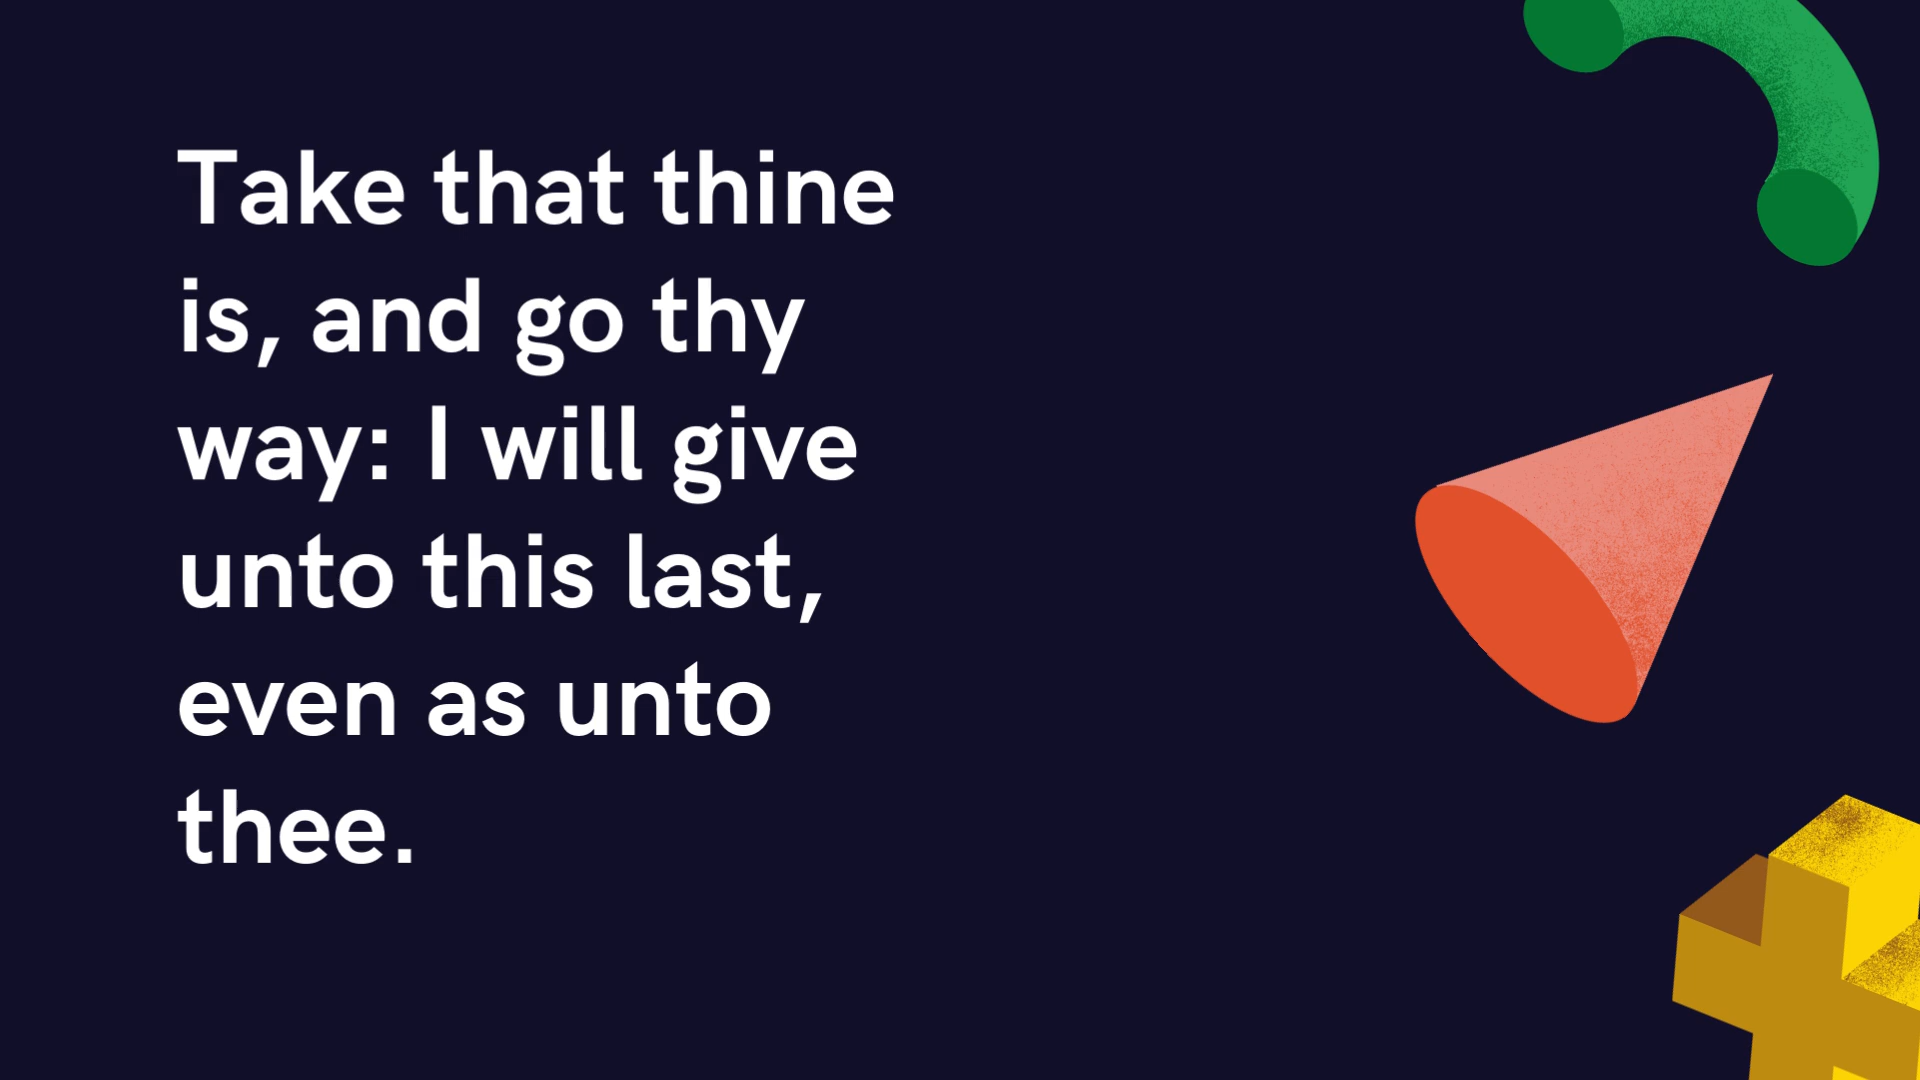 Take that thine
is, and go thy
way: I will give
unto this last,
even as unto
thee.